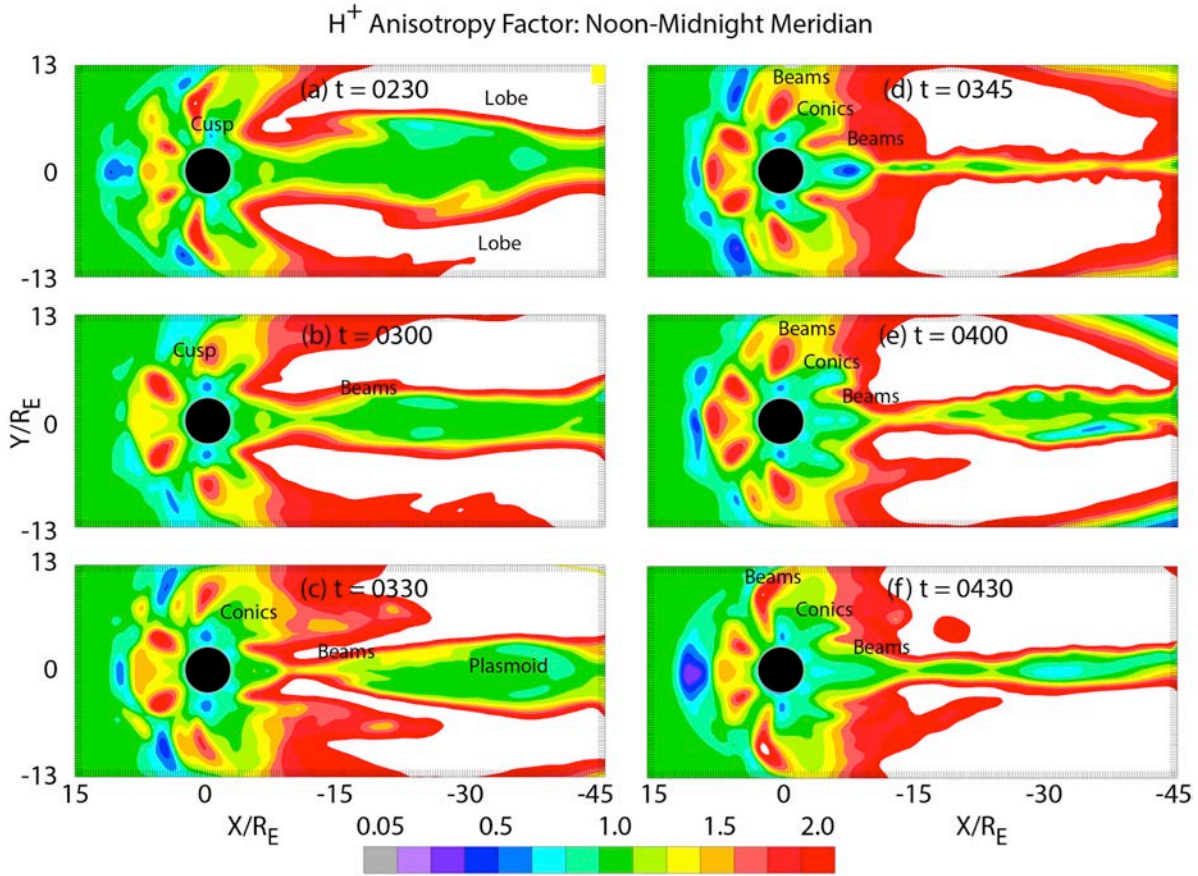 H+ Anisotropy Factor: Noon-Midnight Meridian
13
0
-13
(a) t = 0230
Cusp
Lobe
Lobe
(d) t = 0345
Beams
Conics
Beams
13
0
-13
Y/RE
(b) t = 0300
Cusp
Beams
(e) t = 0400
Beams
Conics
Beams
13
0
-13
(c) t = 0330
Conics
Beams
Plasmoid
(f) t = 0430
Beams
Conics
Beams
15 0 -15 -30 -45
15 0 -15 -30 -45
X/RE
X/RE
0.05 0.5 1.0 1.5 2.0